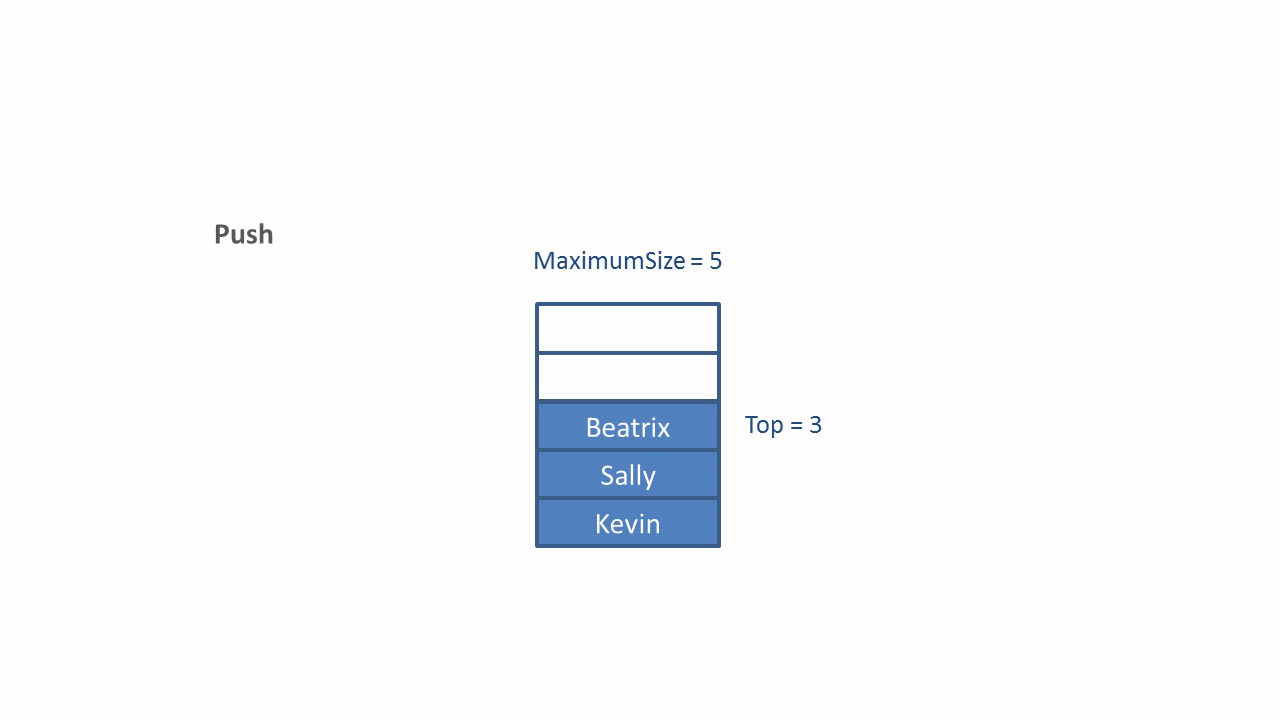 Push
MaximumSize = 5
Beatrix
Top = 3
Sally
Kevin